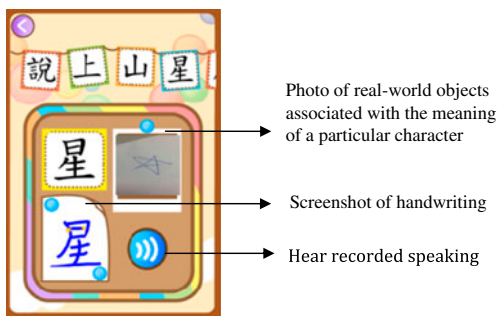 說 上 山 星
星
星
Photo of real-world objects
associated with the meaning
of a particular character
Screenshot of handwriting
Hear recorded speaking